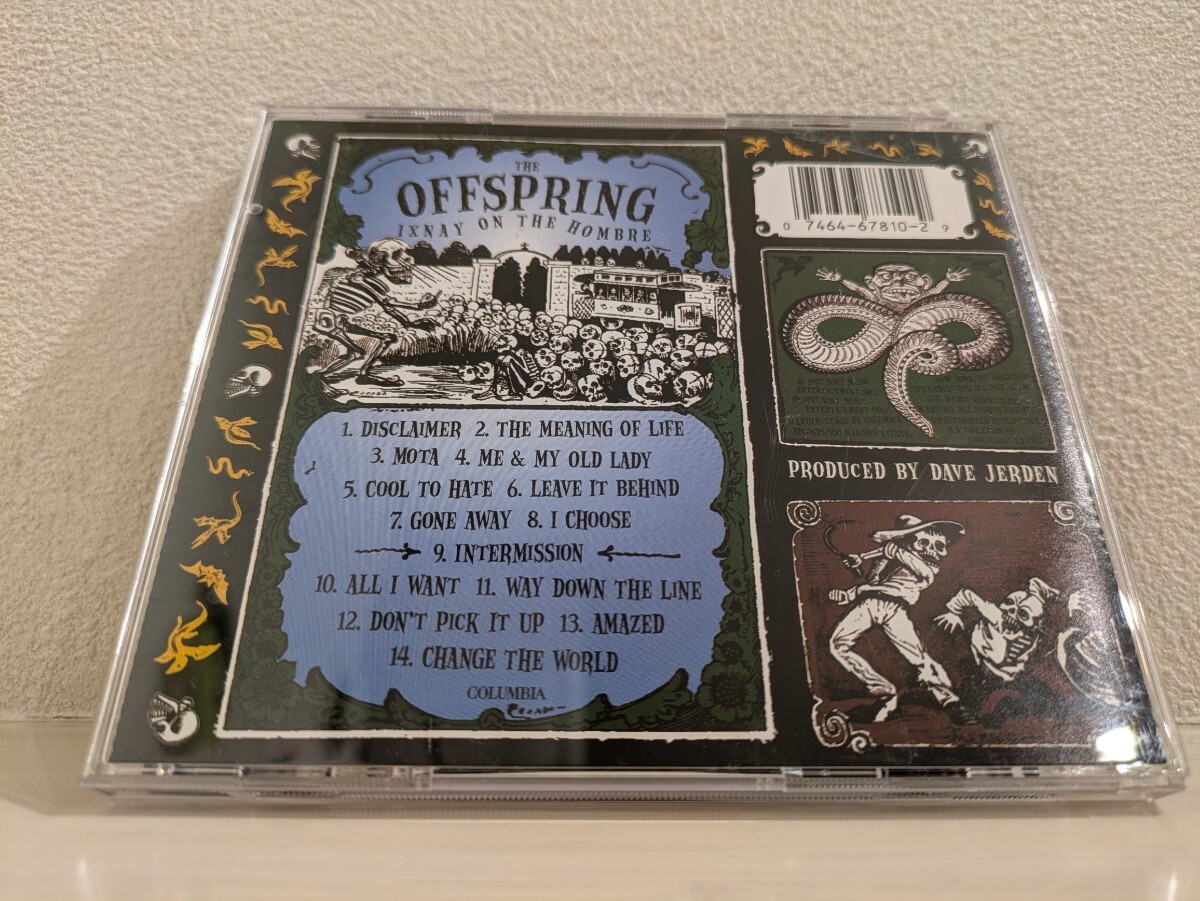 THE
OFFSPRING
IXNAY ON THE HOMBRE
1. DISCLAIMER 2. THE MEANING OF LIFE
3. MOTA 4. ME & MY OLD LADY
5. COOL TO HATE 6. LEAVE IT BEHIND
7. GONE AWAY 8. I CHOOSE
9. INTERMISSION
10. ALL I WANT 11. WAY DOWN THE LINE
12. DON'T PICK IT UP 13. AMAZED
14. CHANGE THE WORLD
COLUMBIA
0 7464-67810-2 9
PRODUCED BY DAVE JERDEN